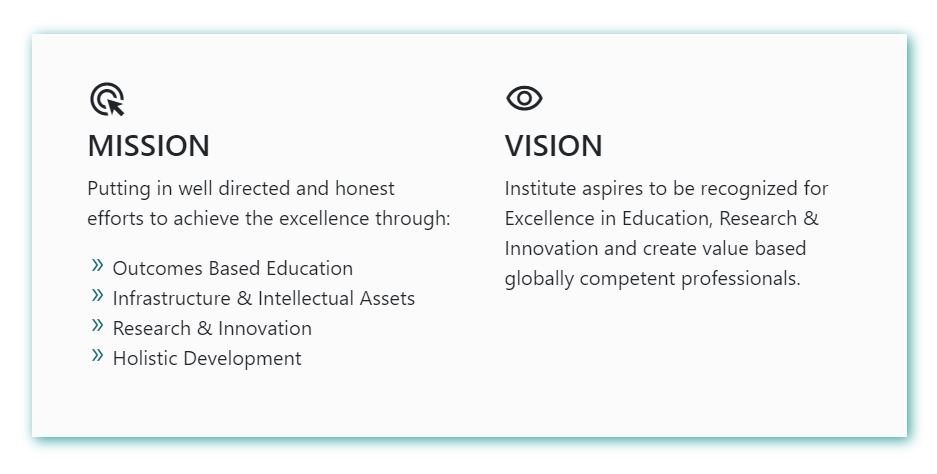 MISSION
Putting in well directed and honest
efforts to achieve the excellence through:
» Outcomes Based Education
» Infrastructure & Intellectual Assets
» Research & Innovation
» Holistic Development
VISION
Institute aspires to be recognized for
Excellence in Education, Research &
Innovation and create value based
globally competent professionals.